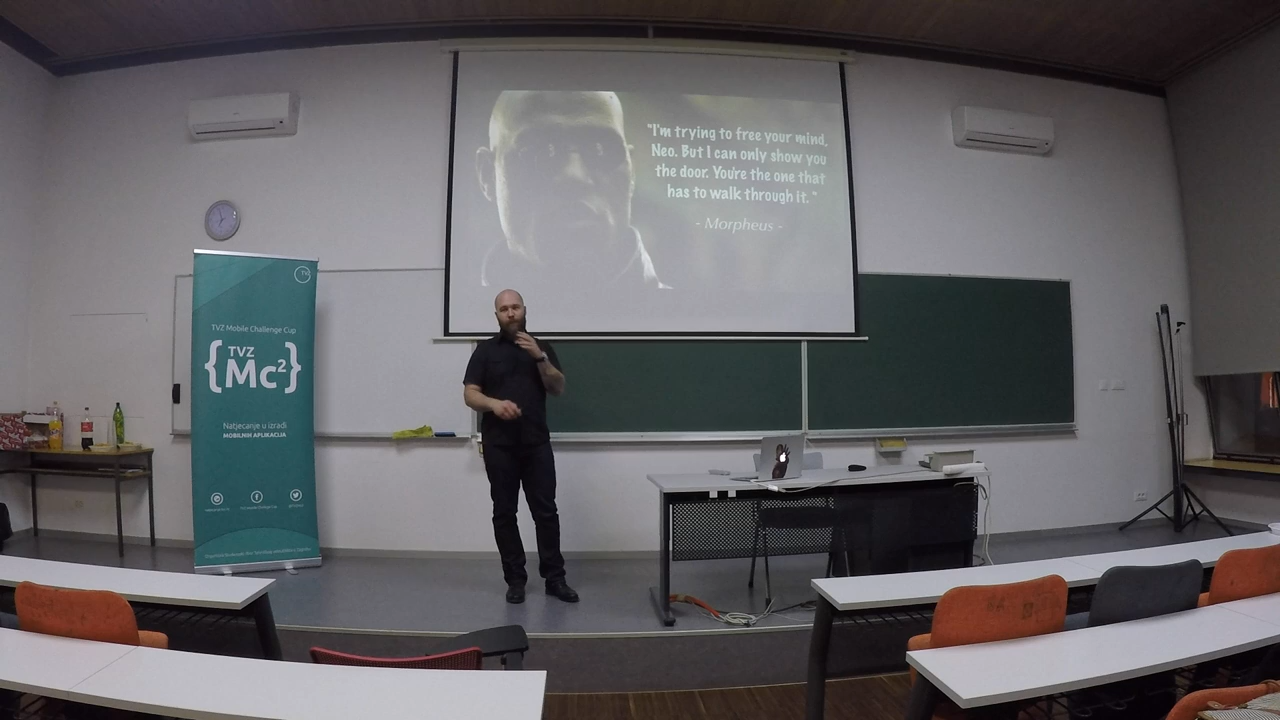 "I'm trying to free your mind,
Neo. But I can only show you
the door. You're the one that
has to walk through it."
- Morpheus -
TVZ Mobile Challenge Cup
{TVZ
Mc²}
Natjecanje u izradi
MOBILNIH APLIKACIJA